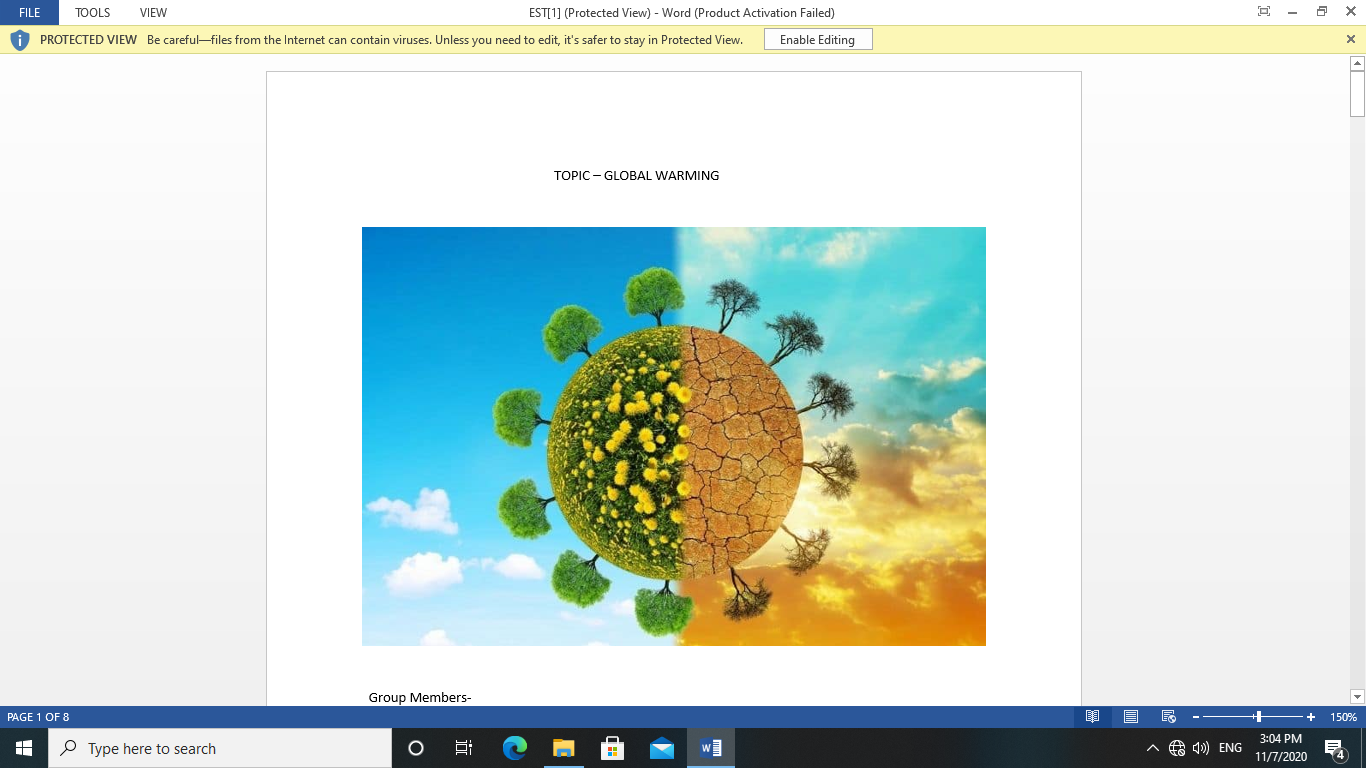 FILE TOOLS VIEW EST[1] (Protected View) - Word (Product Activation Failed)
PROTECTED VIEW Be careful—files from the Internet can contain viruses. Unless you need to edit, it's safer to stay in Protected View. Enable Editing
TOPIC – GLOBAL WARMING
Group Members-
PAGE 1 OF 8 150%
Type here to search ENG 3:04 PM
11/7/2020 4